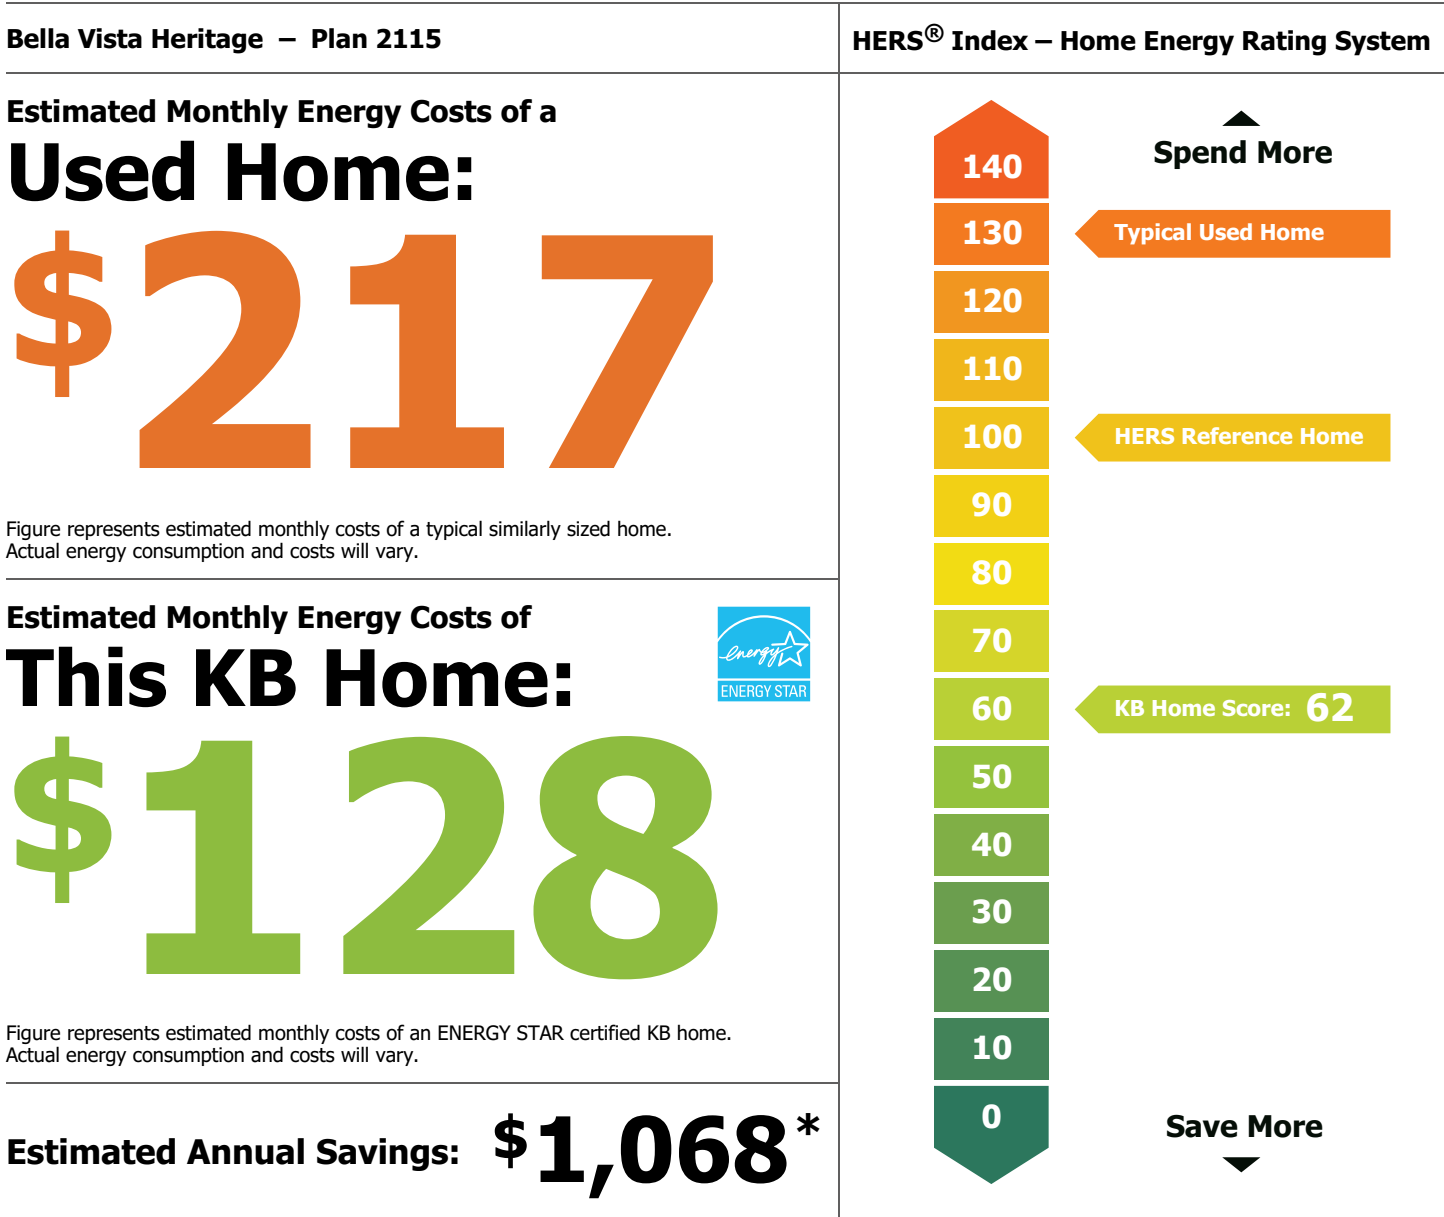 Bella Vista Heritage – Plan 2115
Estimated Monthly Energy Costs of a
Used Home:
$217
Figure represents estimated monthly costs of a typical similarly sized home.
Actual energy consumption and costs will vary.
Estimated Monthly Energy Costs of
This KB Home:
energy
ENERGY STAR
$128
Figure represents estimated monthly costs of an ENERGY STAR certified KB home.
Actual energy consumption and costs will vary.
Estimated Annual Savings: $1,068*
HERS® Index – Home Energy Rating System
Spend More
140
130
Typical Used Home
120
110
100
HERS Reference Home
90
80
70
60
KB Home Score: 62
50
40
30
20
10
0
Save More